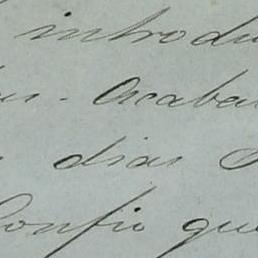 introdu
Acaba
dias
Confio que